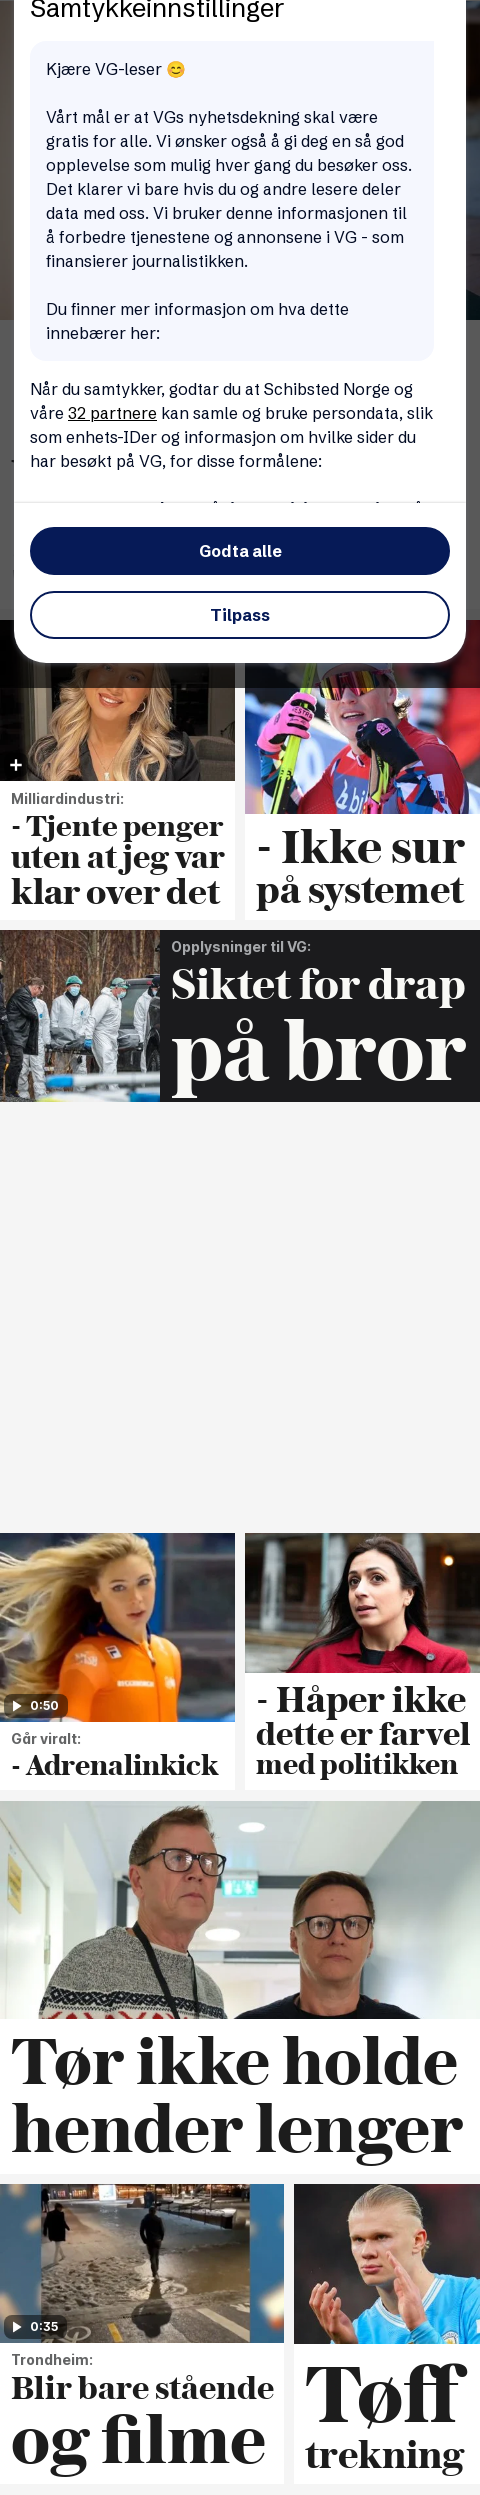 Samtykkeinnstillinger
Kjære VG-leser 😊
Vårt mål er at VGs nyhetsdekning skal være
gratis for alle. Vi ønsker også å gi deg en så god
opplevelse som mulig hver gang du besøker oss.
Det klarer vi bare hvis du og andre lesere deler
data med oss. Vi bruker denne informasjonen til
å forbedre tjenestene og annonsene i VG - som
finansierer journalistikken.
Du finner mer informasjon om hva dette
innebærer her:
Når du samtykker, godtar du at Schibsted Norge og
våre 32 partnere kan samle og bruke persondata, slik
som enhets-IDer og informasjon om hvilke sider du
har besøkt på VG, for disse formålene:
Godta alle
Tilpass
Milliardindustri:
- Tjente penger
uten at jeg var
klar over det
- Ikke sur
på systemet
Opplysninger til VG:
Siktet for drap
på bror
0:50
Går viralt:
- Adrenalinkick
- Håper ikke
dette er farvel
med politikken
Tør ikke holde
hender lenger
0:35
Trondheim:
Blir bare stående
og filme
Tøff
trekning